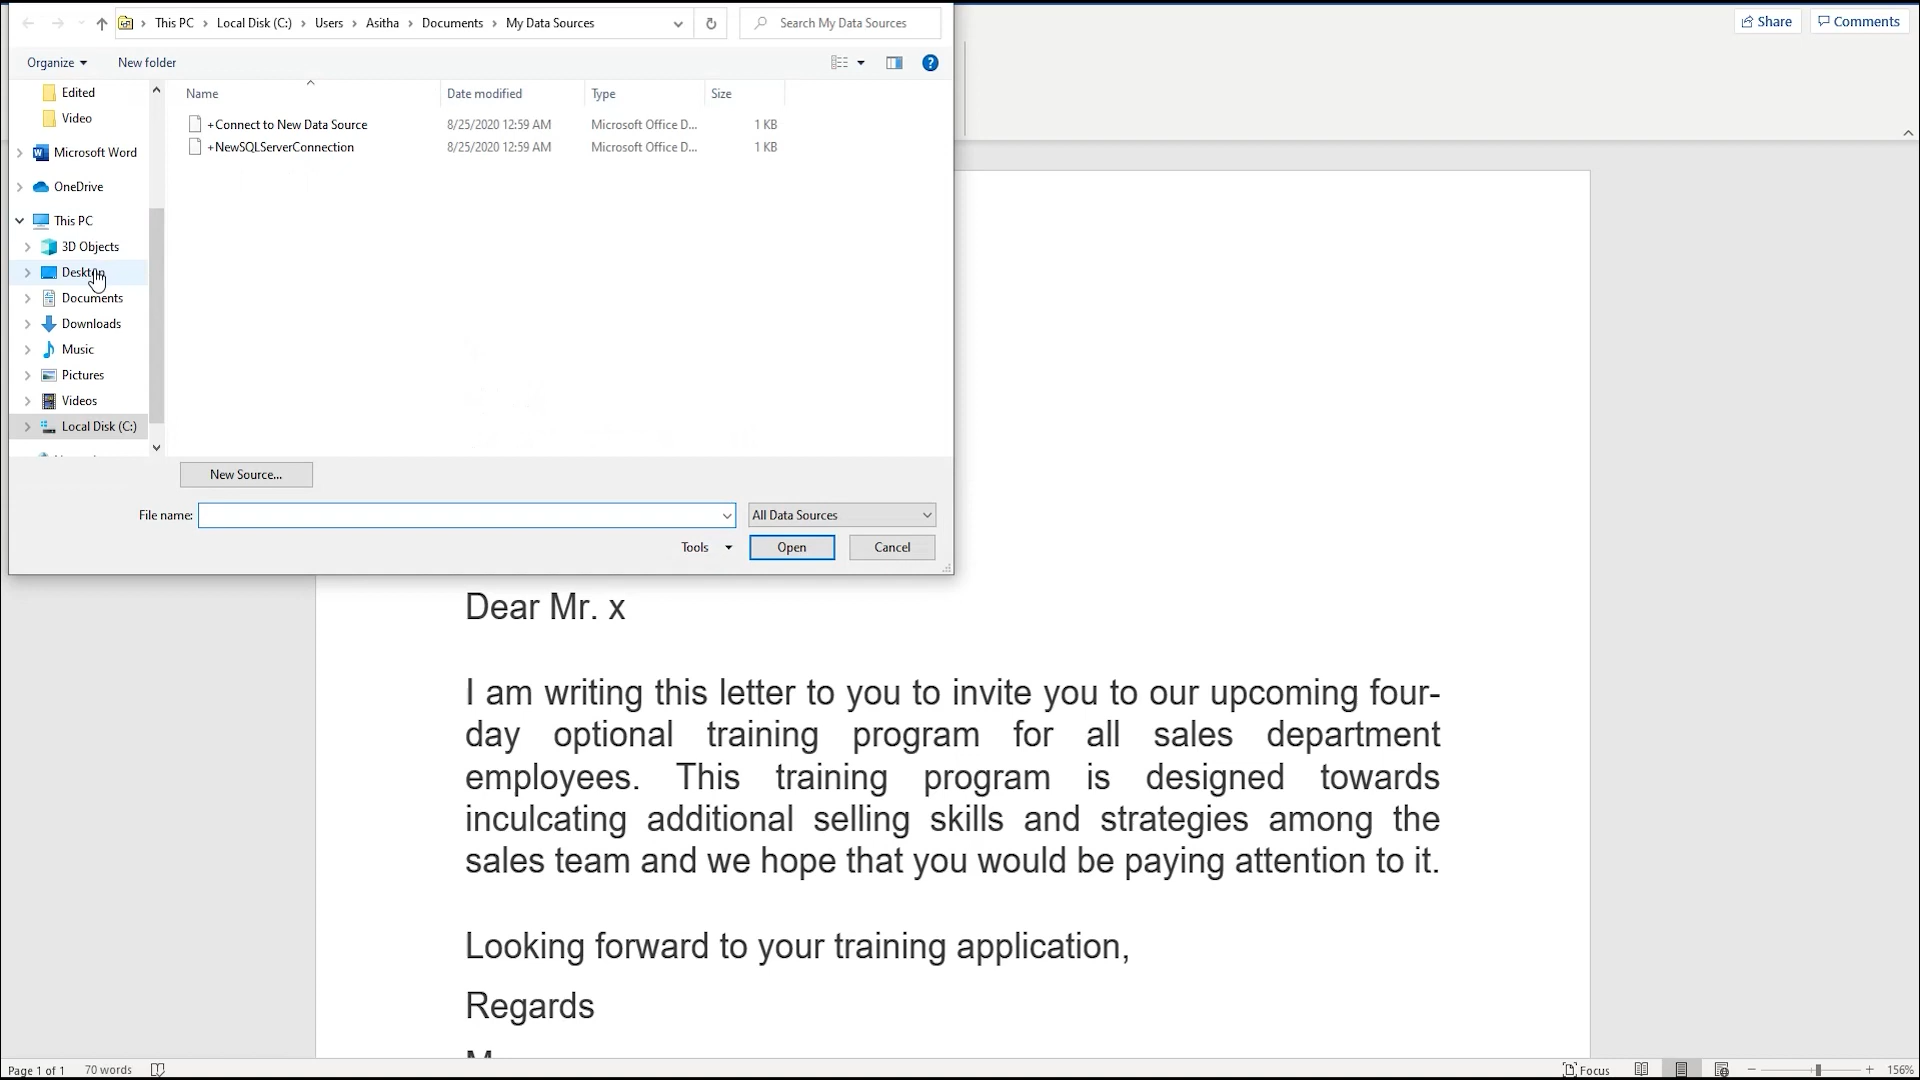 This PC > Local Disk (C:) > Users > Asitha > Documents > My Data Sources
Search My Data Sources
Share
Comments
Organize
New folder
Name
Date modified
Type
Size
+Connect to New Data Source 8/25/2020 12:59 AM Microsoft Office D... 1 KB
+NewSQLServerConnection 8/25/2020 12:59 AM Microsoft Office D... 1 KB
Edited
Video
Microsoft Word
OneDrive
This PC
3D Objects
Desktop
Documents
Downloads
Music
Pictures
Videos
Local Disk (C:)
New Source...
File name:
All Data Sources
Tools
Open
Cancel
Dear Mr. x
I am writing this letter to you to invite you to our upcoming four-
day optional training program for all sales department
employees. This training program is designed towards
inculcating additional selling skills and strategies among the
sales team and we hope that you would be paying attention to it.
Looking forward to your training application,
Regards
Page 1 of 1
70 words
Focus
156%